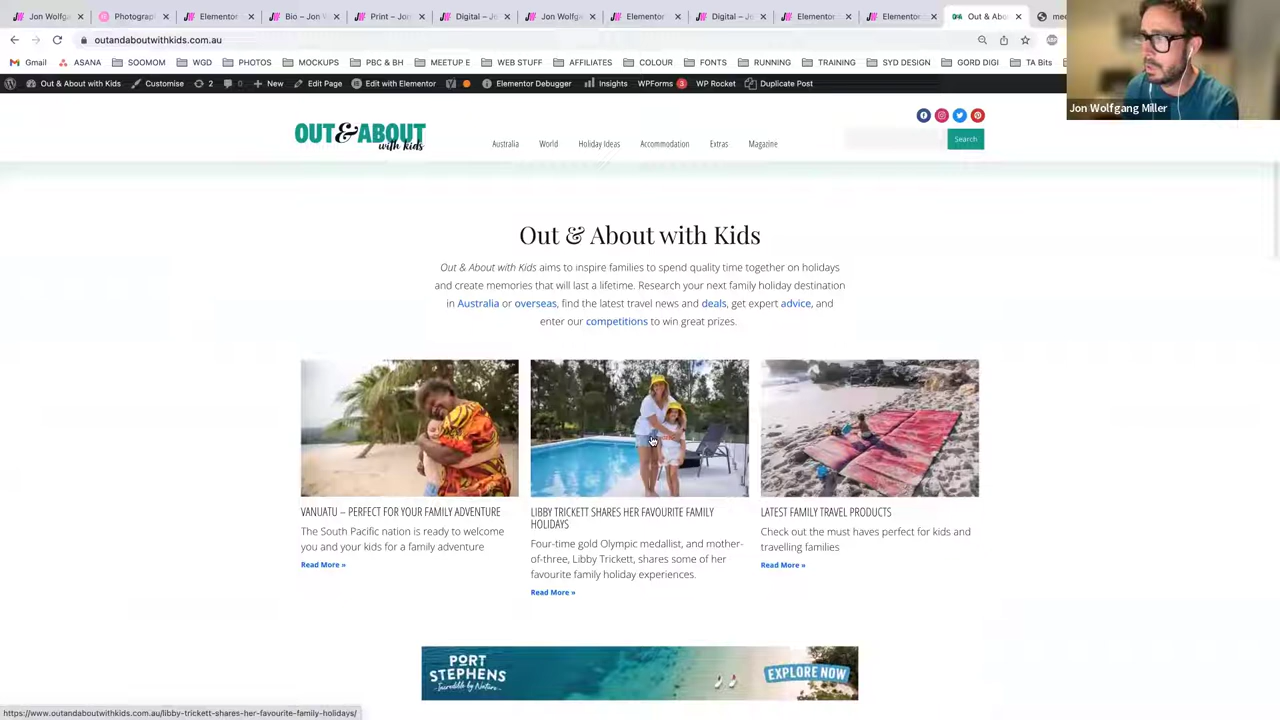 Jon Wolfga
Photograp
Elementor
Bio – Jon W
Print – Jon
Digital – Jo
Jon Wolfg
Elementor
Digital – Jo
Elementor
Elementor
Out & Abo
mee
outandaboutwithkids.com.au
Gmail ASANA SOOMOM WGD PHOTOS MOCKUPS PBC & BH MEETUP E WEB STUFF AFFILIATES COLOUR FONTS RUNNING TRAINING SYD DESIGN GORD DIGI TA Bits
Out & About with Kids Customise 2 0 New Edit Page Edit with Elementor Elementor Debugger Insights WPForms 3 WP Rocket Duplicate Post
Jon Wolfgang Miller
OUT & ABOUT
with kids
Australia World Holiday Ideas Accommodation Extras Magazine
Search
Out & About with Kids
Out & About with Kids aims to inspire families to spend quality time together on holidays
and create memories that will last a lifetime. Research your next family holiday destination
in Australia or overseas, find the latest travel news and deals, get expert advice, and
enter our competitions to win great prizes.
VANUATU – PERFECT FOR YOUR FAMILY ADVENTURE
The South Pacific nation is ready to welcome
you and your kids for a family adventure
Read More »
LIBBY TRICKETT SHARES HER FAVOURITE FAMILY
HOLIDAYS
Four-time gold Olympic medallist, and mother-
of-three, Libby Trickett, shares some of her
favourite family holiday experiences.
Read More »
LATEST FAMILY TRAVEL PRODUCTS
Check out the must haves perfect for kids and
travelling families
Read More »
PORT
STEPHENS
Incredible by Nature
EXPLORE NOW
https://www.outandaboutwithkids.com.au/libby-trickett-shares-her-favourite-family-holidays/